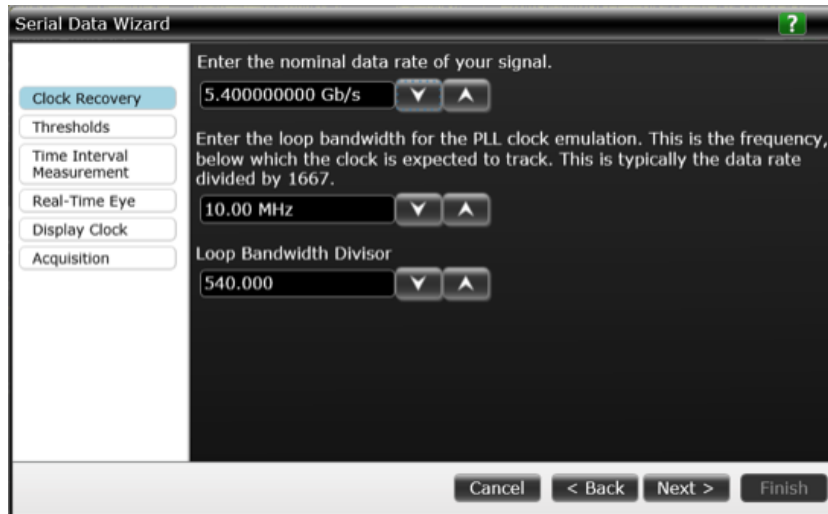 Serial Data Wizard
?
Clock Recovery
Thresholds
Time Interval
Measurement
Real-Time Eye
Display Clock
Acquisition
Enter the nominal data rate of your signal.
5.400000000 Gb/s
Enter the loop bandwidth for the PLL clock emulation. This is the frequency,
below which the clock is expected to track. This is typically the data rate
divided by 1667.
10.00 MHz
Loop Bandwidth Divisor
540.000
Cancel
< Back
Next >
Finish